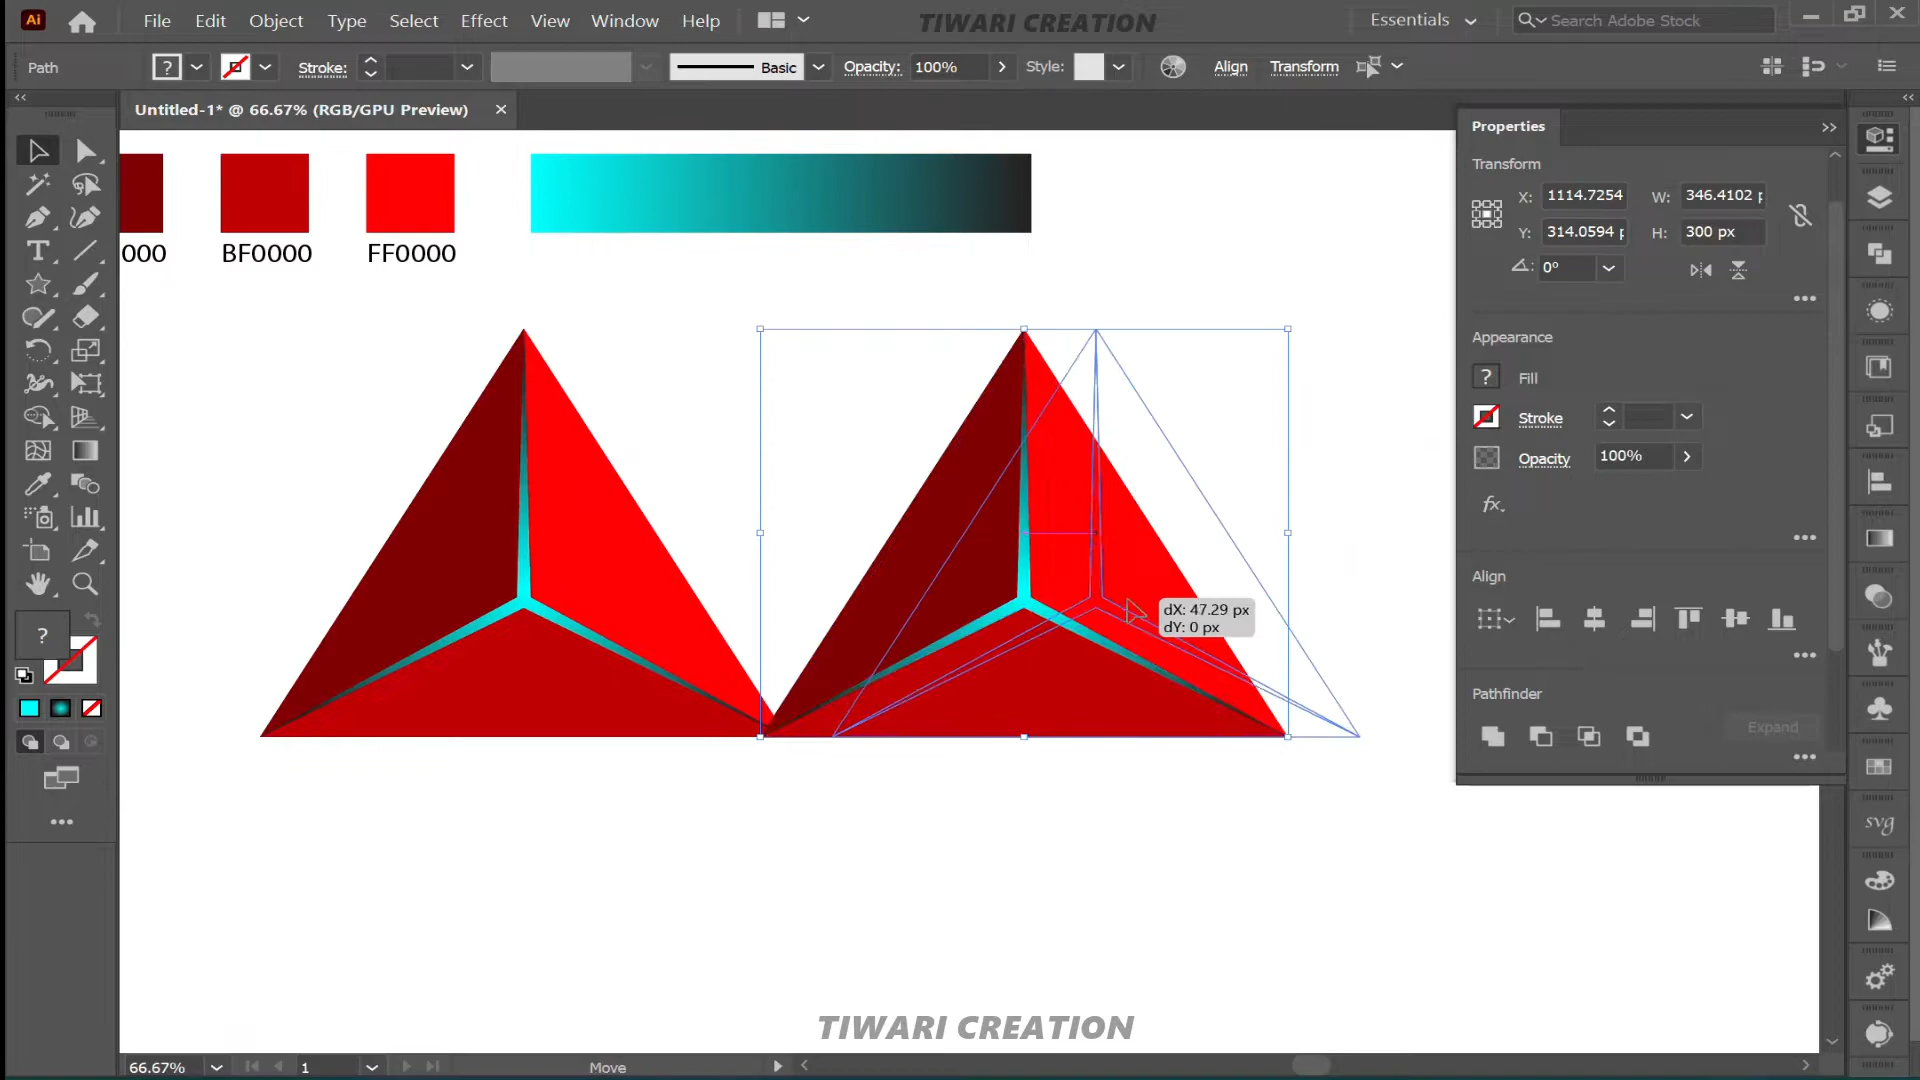 Ai File Edit Object Type Select Effect View Window Help TIWARI CREATION Essentials Search Adobe Stock
Path ? Stroke: Basic Opacity: 100% Style: Align Transform
Untitled-1* @ 66.67% (RGB/GPU Preview)
Properties
Transform
X: 1114.7254 W: 346.4102 p
Y: 314.0594 p H: 300 px
0°
000 BF0000 FF0000
Appearance
? Fill
Stroke
Opacity 100%
fx
Align
dX: 47.29 px
dY: 0 px
?
Pathfinder
Expand
svg
TIWARI CREATION
66.67% 1 Move